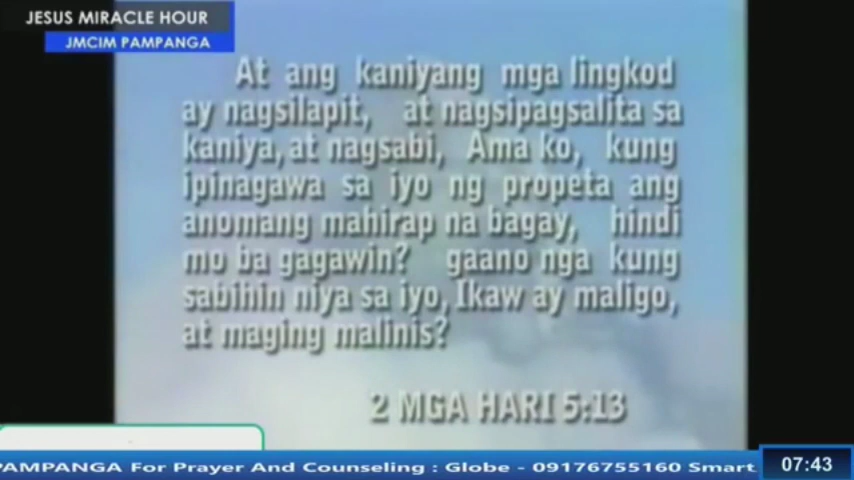 JESUS MIRACLE HOUR
JMCIM PAMPANGA
At ang kaniyang mga lingkod
ay nagsilapit, at nagsipagsalita sa
kaniya, at nagsabi, Ama ko, kung
ipinagawa sa iyo ng propeta ang
anomang mahirap na bagay, hindi
mo ba gagawin? gaano nga kung
sabihin niya sa iyo, Ikaw ay maligo,
at maging malinis?
2 MGA HARI 5:13
PAMPANGA For Prayer And Counseling : Globe - 09176755160 Smart
07:43